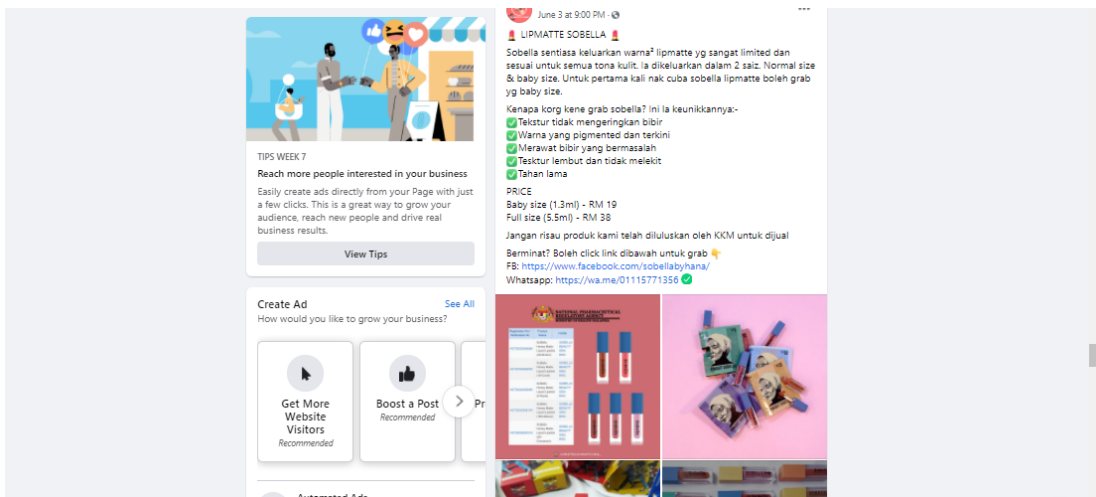 TIPS WEEK 7
Reach more people interested in your business
Easily create ads directly from your Page with just
a few clicks. This is a great way to grow your
audience, reach new people and drive real
business results.
View Tips
Create Ad
See All
How would you like to grow your business?
Get More
Website
Visitors
Recommended
Boost a Post
Recommended
Pr
Automated Ads
June 3 at 9:00 PM
LIPMATTE SOBELLA
Sobella sentiasa keluarkan warna² lipmatte yg sangat limited dan
sesuai untuk semua tona kulit. Ia dikeluarkan dalam 2 saiz. Normal size
& baby size. Untuk pertama kali nak cuba sobella lipmatte boleh grab
yg baby size.
Kenapa korg kene grab sobella? Ini la keunikkannya:-
Tekstur tidak mengeringkan bibir
Warna yang pigmented dan terkini
Merawat bibir yang bermasalah
Tesktur lembut dan tidak melekit
Tahan lama
PRICE
Baby size (1.3ml) - RM 19
Full size (5.5ml) - RM 38
Jangan risau produk kami telah diluluskan oleh KKM untuk dijual
Berminat? Boleh click link dibawah untuk grab
FB: https://www.facebook.com/sobellabyhana/
Whatsapp: https://wa.me/01115771356
NATIONAL PHARMACEUTICAL
REGULATORY AGENCY